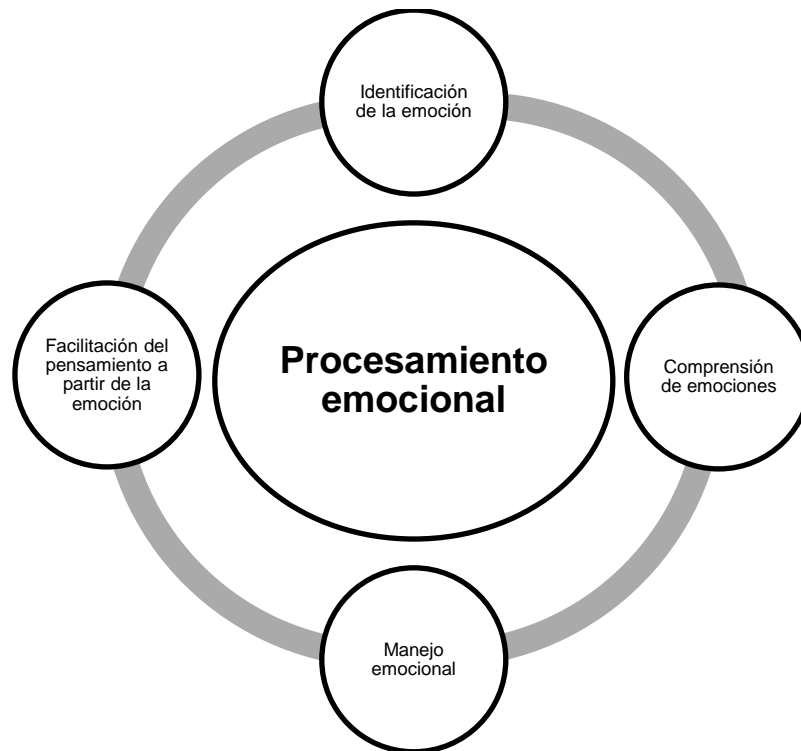 Identificación
de la emoción
Facilitación del
pensamiento a
partir de la
emoción
Procesamiento
emocional
Comprensión
de emociones
Manejo
emocional